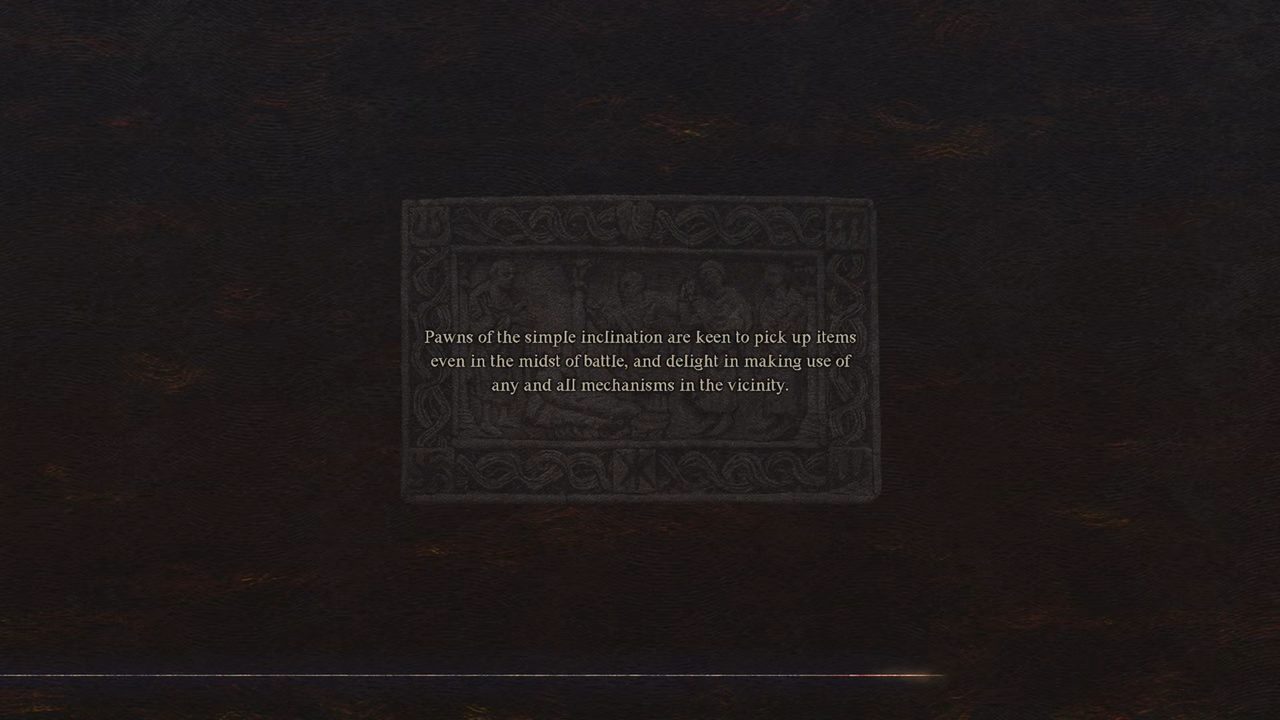 Pawns of the simple inclination are keen to pick up items
even in the midst of battle, and delight in making use of
any and all mechanisms in the vicinity.